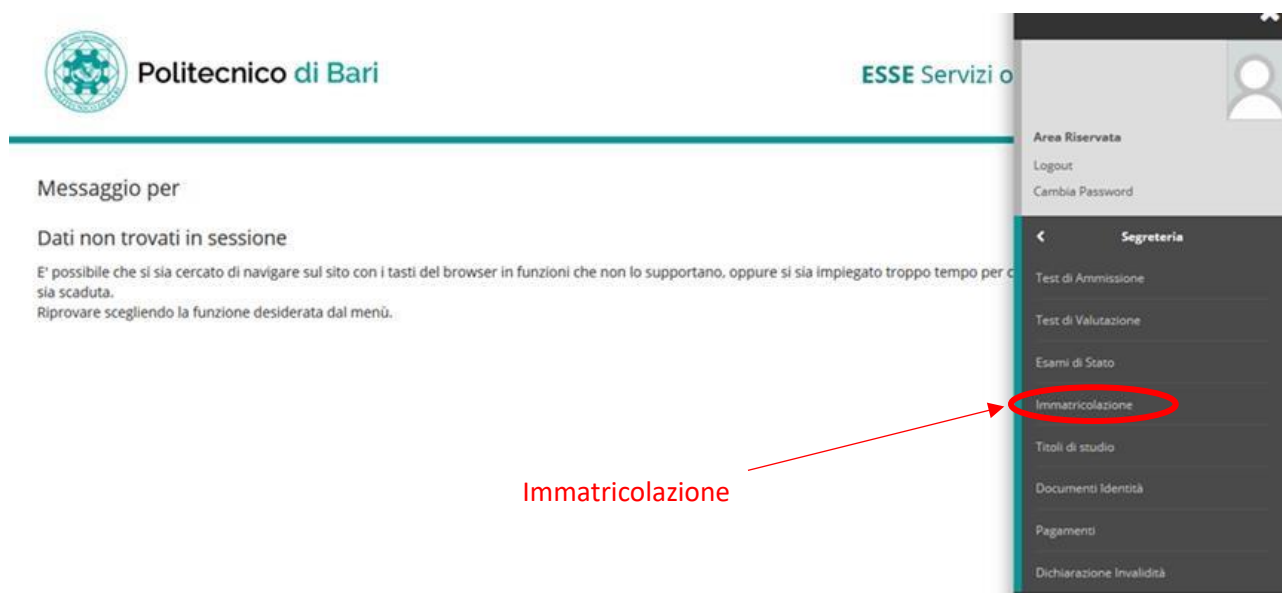 Politecnico di Bari
ESSE Servizi o
Messaggio per
Dati non trovati in sessione
E' possibile che si sia cercato di navigare sul sito con i tasti del browser in funzioni che non lo supportano, oppure si sia impiegato troppo tempo per c
sia scaduta.
Riprovare scegliendo la funzione desiderata dal menù.
Immatricolazione
Area Riservata
Logout
Cambia Password
Segreteria
Test di Ammissione
Test di Valutazione
Esami di Stato
Immatricolazione
Titoli di studio
Documenti Identità
Pagamenti
Dichiarazione Invalidità